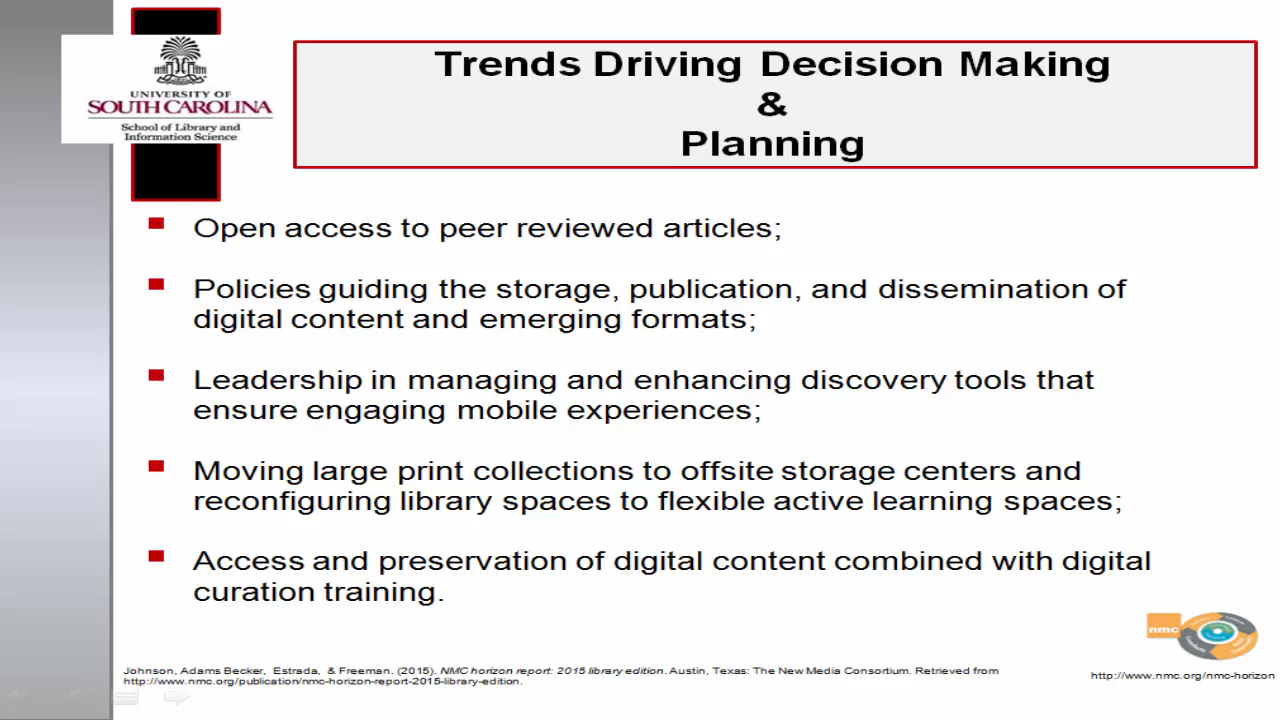 UNIVERSITY OF
SOUTH CAROLINA
School of Library and
Information Science
Trends Driving Decision Making
&
Planning
Open access to peer reviewed articles;
Policies guiding the storage, publication, and dissemination of
digital content and emerging formats;
Leadership in managing and enhancing discovery tools that
ensure engaging mobile experiences;
Moving large print collections to offsite storage centers and
reconfiguring library spaces to flexible active learning spaces;
Access and preservation of digital content combined with digital
curation training.
nmc
Johnson, Adams Becker, Estrada, & Freeman. (2015). NMC horizon report: 2015 library edition. Austin, Texas: The New Media Consortium. Retrieved from
http://www.nmc.org/publication/nmc-horizon-report-2015-library-edition.
http://www.nmc.org/nmc-horizon